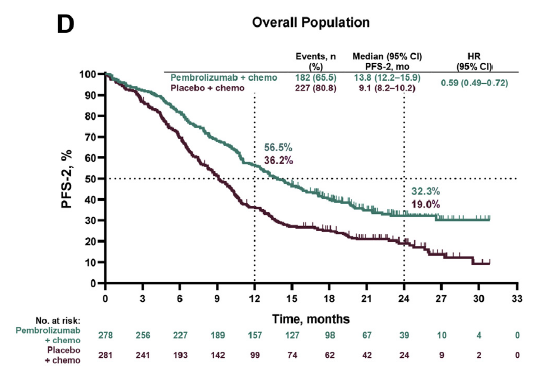 D
Overall Population
Events, n (%) Median (95% CI) PFS-2, mo HR (95% CI)
Pembrolizumab + chemo 182 (65.5) 13.8 (12.2–15.9) 0.59 (0.49–0.72)
Placebo + chemo 227 (80.8) 9.1 (8.2–10.2)
PFS-2, %
100
90
80
70
60
50
40
30
20
10
0
56.5%
36.2%
32.3%
19.0%
0 3 6 9 12 15 18 21 24 27 30 33
Time, months
No. at risk:
Pembrolizumab + chemo 278 256 227 189 157 127 98 67 39 10 4 0
Placebo + chemo 281 241 193 142 99 74 62 42 24 9 2 0